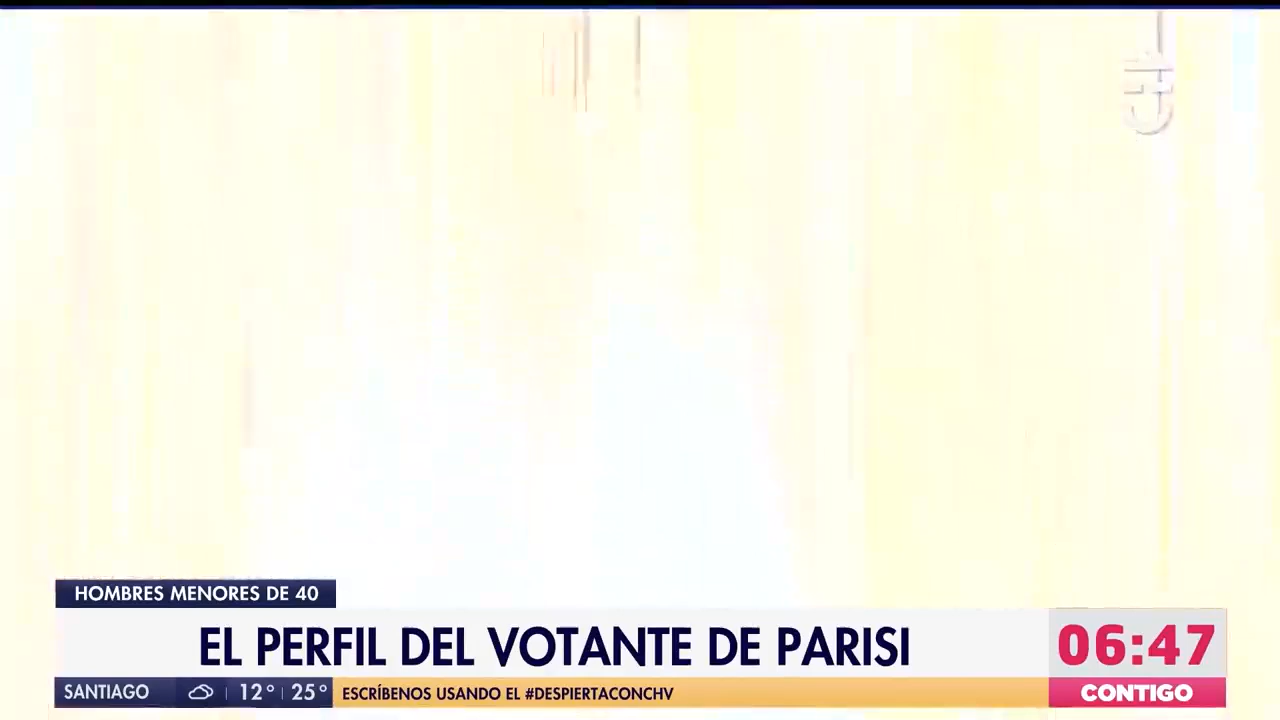 CH
HOMBRES MENORES DE 40
EL PERFIL DEL VOTANTE DE PARISI
06:47
SANTIAGO 12° 25° ESCRÍBENOS USANDO EL #DESPIERTACONCHV
CONTIGO